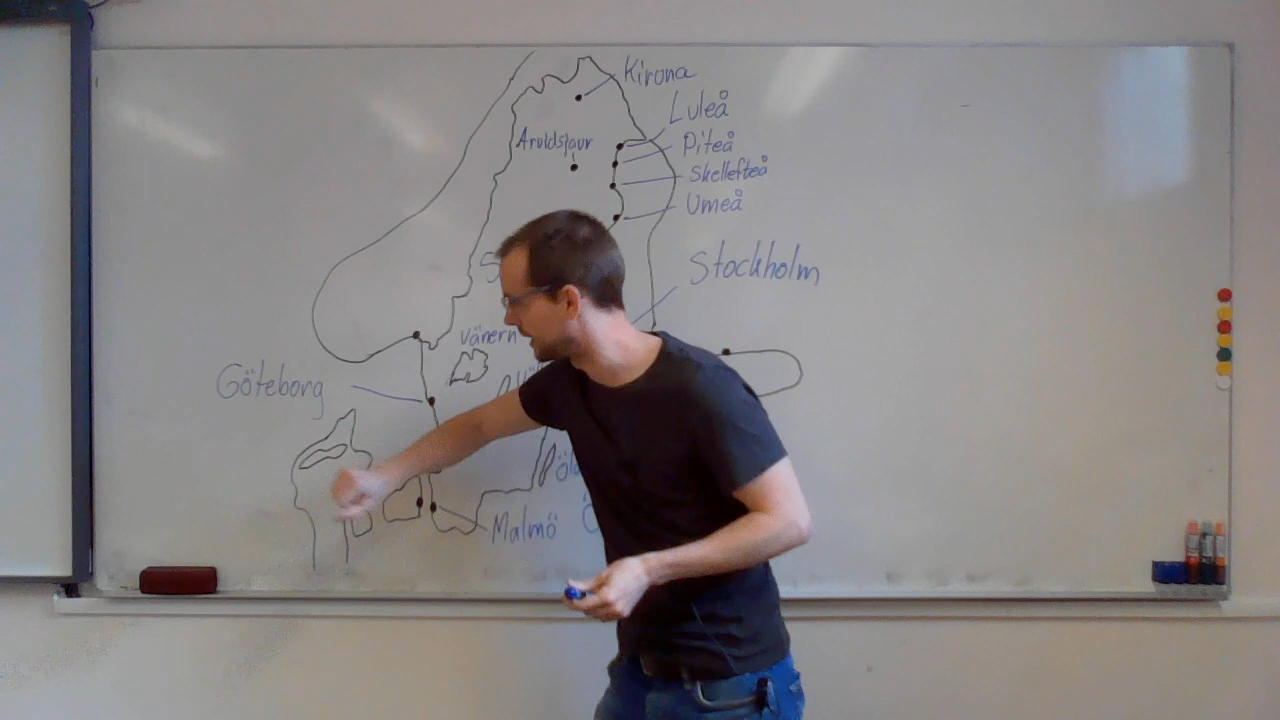 Kiruna
Luleå
Arvidsjaur
Piteå
Skellefteå
Umeå
Stockholm
Vänern
Göteborg
Malmö